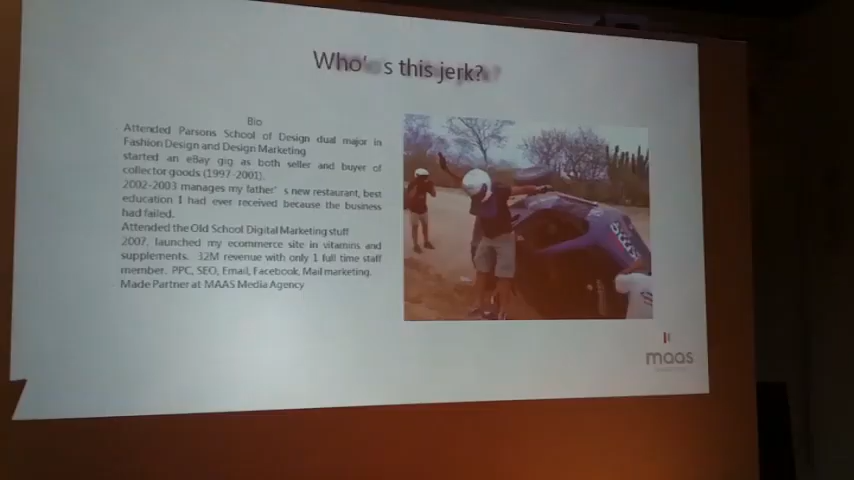 Who's this jerk?
Bio
Attended Parsons School of Design dual major in
Fashion Design and Design Marketing
started an eBay gig as both seller and buyer of
collector goods (1997-2001).
2002-2003 manages my father's new restaurant, best
education I had ever received because the business
had failed.
Attended the Old School Digital Marketing stuff
2007, launched my ecommerce site in vitamins and
supplements. 12M revenue with only 1 full time staff
member. PPC, SEO, Email, Facebook, Mail marketing.
Made Partner at MAAS Media Agency
maas